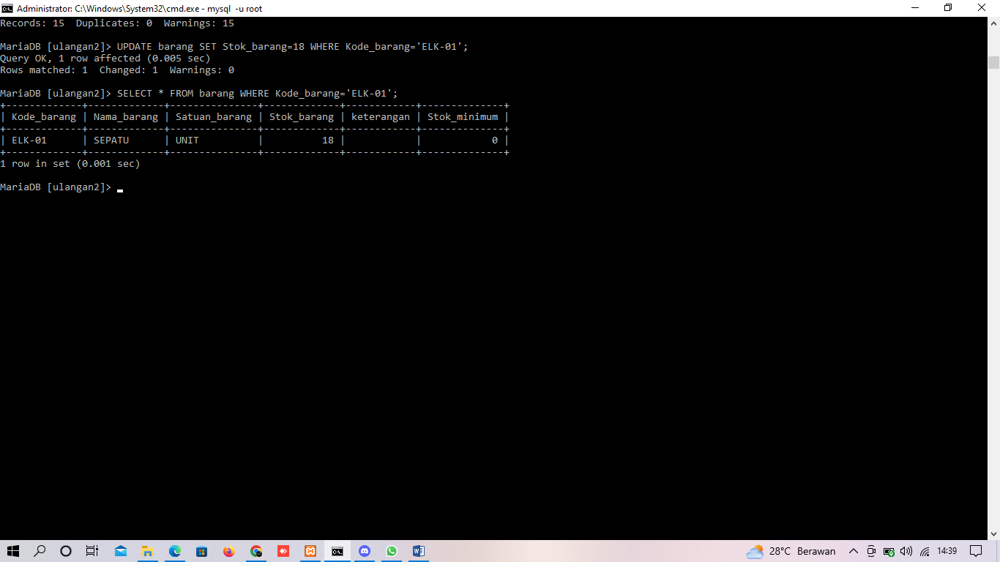 Administrator: C:\Windows\System32\cmd.exe - mysql  -u root
Records: 15  Duplicates: 0  Warnings: 15
MariaDB [ulangan2]> UPDATE barang SET Stok_barang=18 WHERE Kode_barang='ELK-01';
Query OK, 1 row affected (0.005 sec)
Rows matched: 1  Changed: 1  Warnings: 0
MariaDB [ulangan2]> SELECT * FROM barang WHERE Kode_barang='ELK-01';
+-------------+-------------+---------------+-------------+------------+--------------+
| Kode_barang | Nama_barang | Satuan_barang | Stok_barang | keterangan | Stok_minimum |
+-------------+-------------+---------------+-------------+------------+--------------+
| ELK-01      | SEPATU      | UNIT          |          18 |            |            0 |
+-------------+-------------+---------------+-------------+------------+--------------+
1 row in set (0.001 sec)
MariaDB [ulangan2]>
28°C  Berawan
14:39